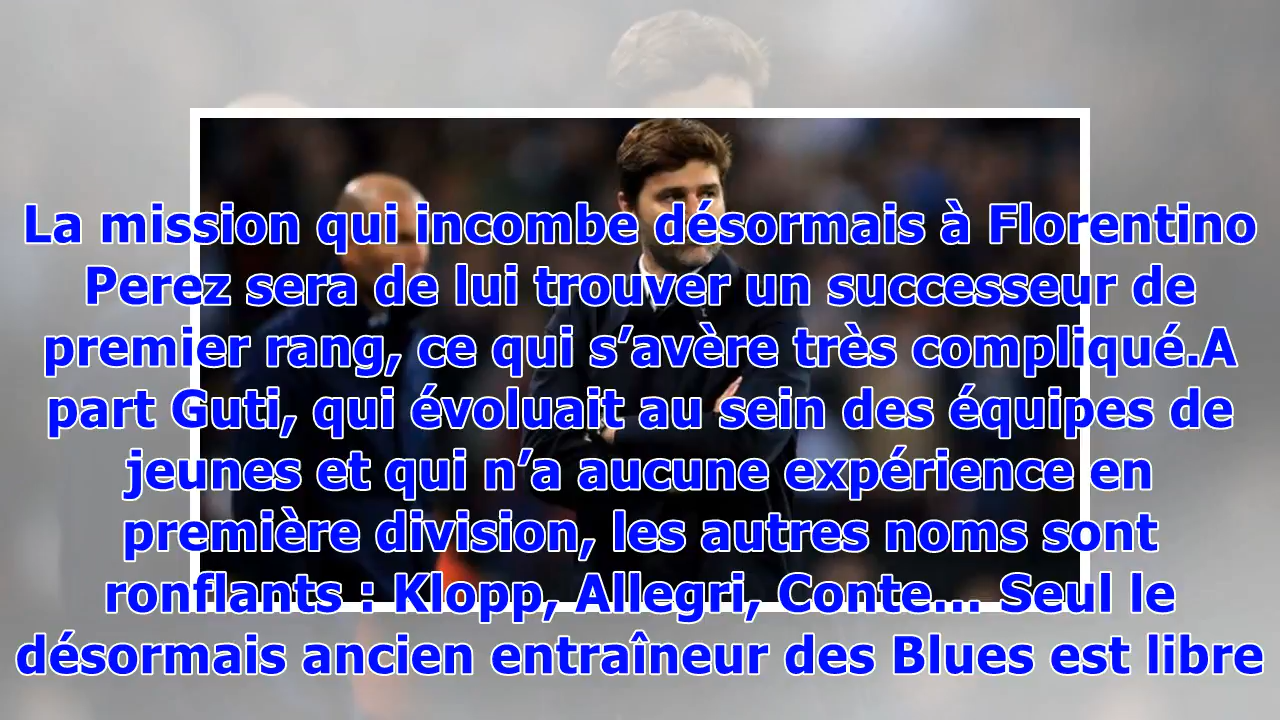 La mission qui incombe désormais à Florentino
Perez sera de lui trouver un successeur de
premier rang, ce qui s’avère très compliqué.A
part Guti, qui évoluait au sein des équipes de
jeunes et qui n’a aucune expérience en
première division, les autres noms sont
ronflants : Klopp, Allegri, Conte... Seul le
désormais ancien entraîneur des Blues est libre